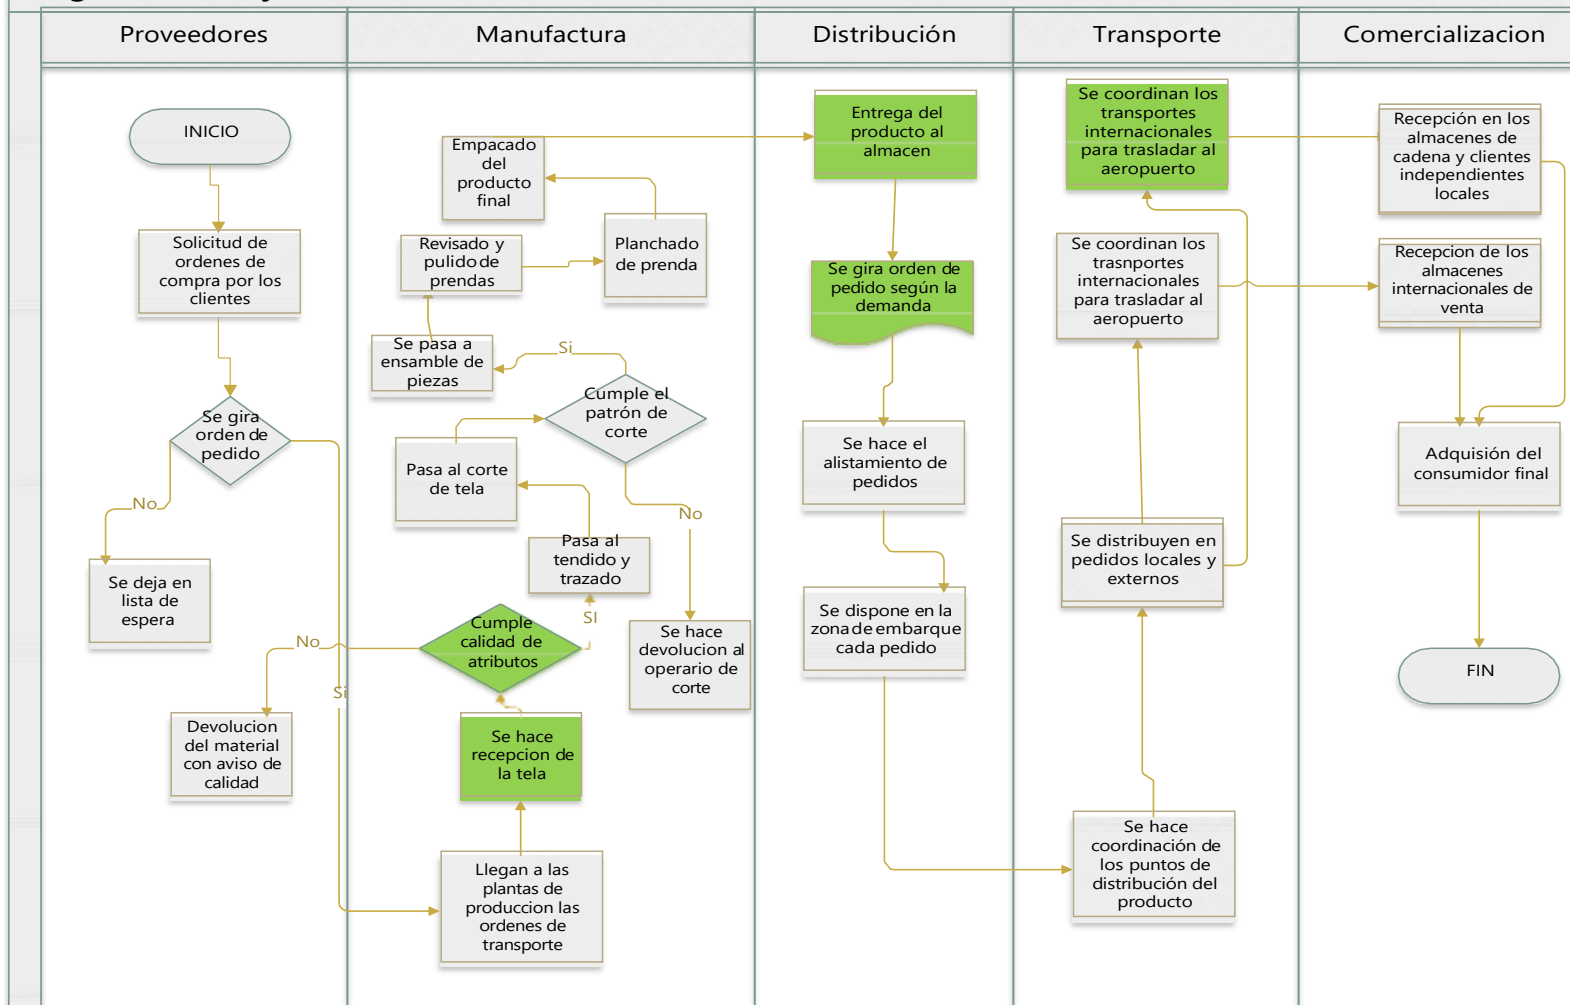 Proveedores
Manufactura
Distribución
Transporte
Comercializacion
INICIO
Solicitud de
ordenes de
compra por los
clientes
Se gira
orden de
pedido
No
Se deja en
lista de
espera
Si
No
Devolucion
del material
con aviso de
calidad
Empacado
del
producto
final
Revisado y
pulido de
prendas
Planchado
de prenda
Se pasa a
ensamble de
piezas
Si
Cumple el
patrón de
corte
Pasa al corte
de tela
No
Pasa al
tendido y
trazado
SI
Cumple
calidad de
atributos
Se hace
devolucion al
operario de
corte
Se hace
recepcion de
la tela
Llegan a las
plantas de
produccion las
ordenes de
transporte
Entrega del
producto al
almacen
Se gira orden de
pedido según la
demanda
Se hace el
alistamiento de
pedidos
Se dispone en la
zona de embarque
cada pedido
Se coordinan los
transportes
internacionales
para trasladar al
aeropuerto
Se coordinan los
trasnportes
internacionales
para trasladar al
aeropuerto
Se distribuyen en
pedidos locales y
externos
Se hace
coordinación de
los puntos de
distribución del
producto
Recepción en los
almacenes de
cadena y clientes
independientes
locales
Recepcion de los
almacenes
internacionales de
venta
Adquisión del
consumidor final
FIN